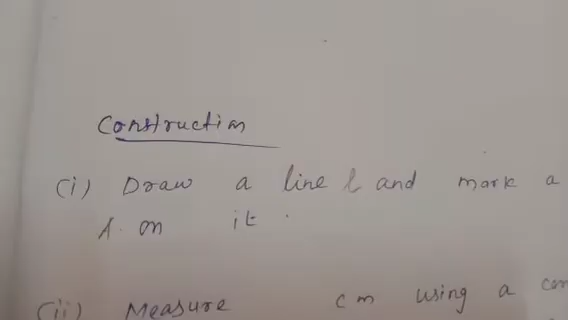 Construction
(i) Draw a line l and mark a
A. on it.
(ii) Measure cm using a